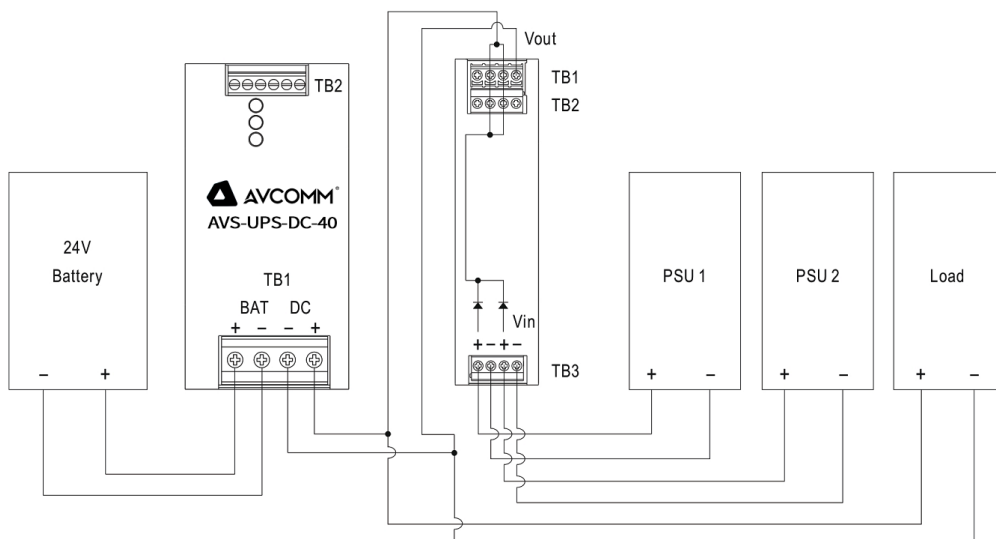 Vout
TB2
TB1
TB2
AVCOMM®
AVS-UPS-DC-40
24V
Battery
TB1
BAT DC
+ − − +
− +
Vin
+ − + −
TB3
PSU 1
+ −
PSU 2
+ −
Load
+ −